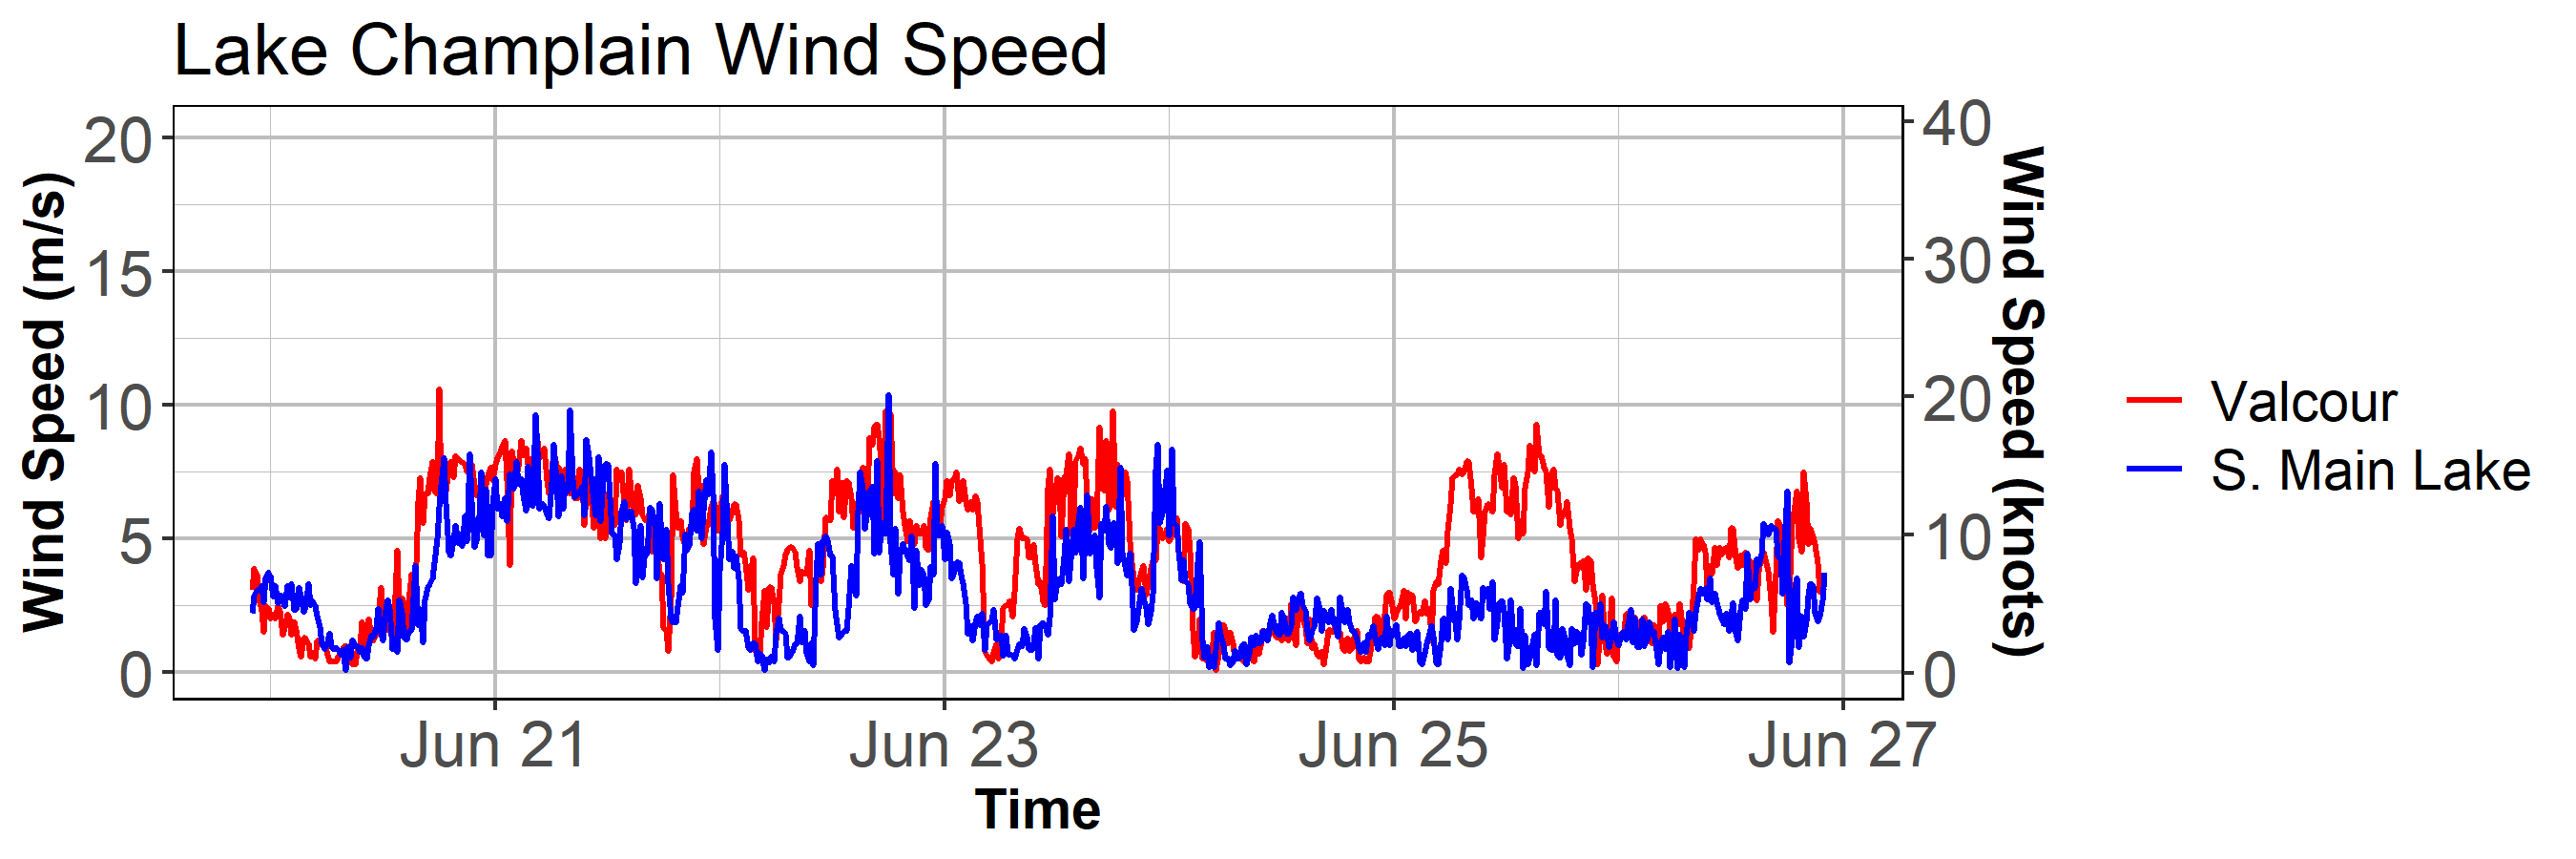 Lake Champlain Wind Speed
Wind Speed (m/s)
20
15
10
5
0
40
30
20
10
0
Wind Speed (knots)
Jun 21
Jun 23
Jun 25
Jun 27
Time
Valcour
S. Main Lake